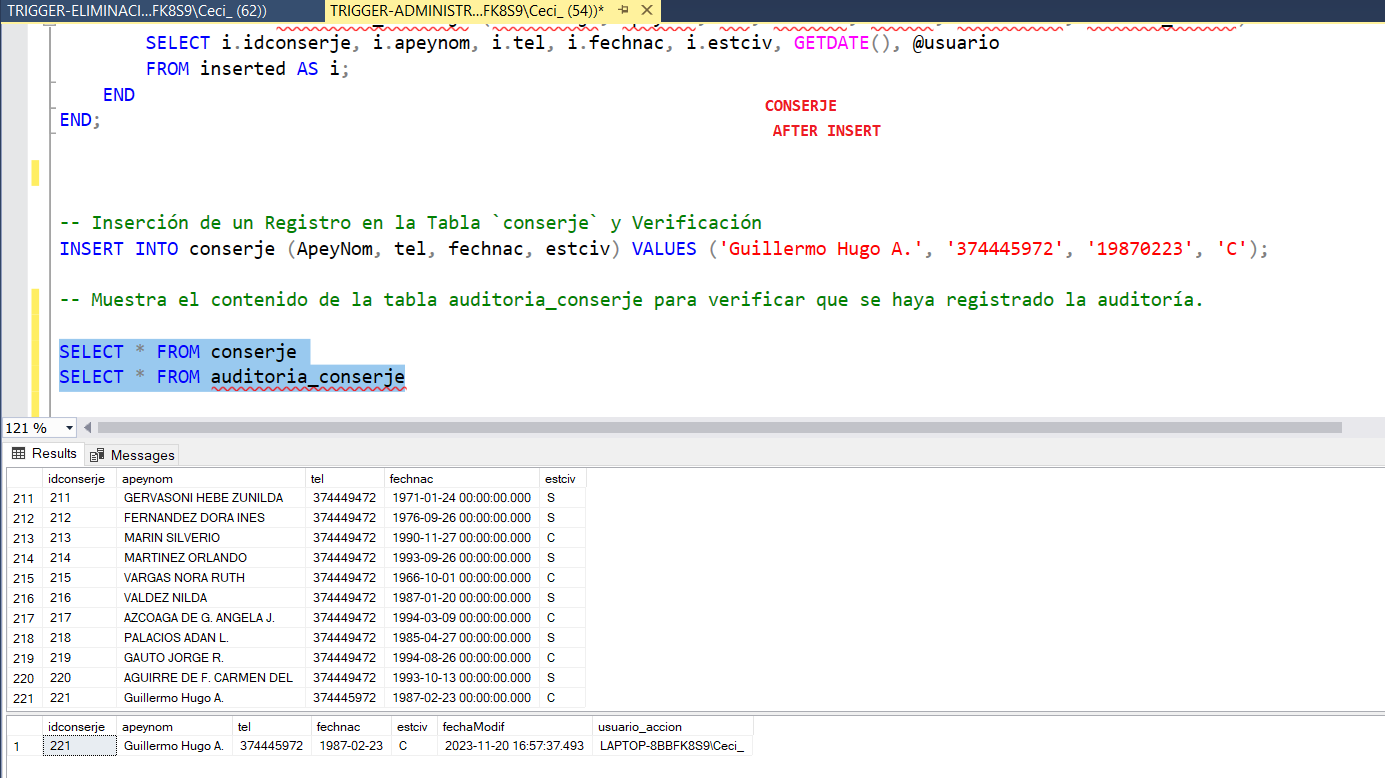 TRIGGER-ELIMINACI...FK8S9\Ceci_ (62))
TRIGGER-ADMINISTR...FK8S9\Ceci_ (54))*
SELECT i.idconserje, i.apeynom, i.tel, i.fechnac, i.estciv, GETDATE(), @usuario
FROM inserted AS i;
END
END;
CONSERJE
AFTER INSERT
-- Inserción de un Registro en la Tabla `conserje` y Verificación
INSERT INTO conserje (ApeyNom, tel, fechnac, estciv) VALUES ('Guillermo Hugo A.', '374445972', '19870223', 'C');
-- Muestra el contenido de la tabla auditoria_conserje para verificar que se haya registrado la auditoría.
SELECT * FROM conserje
SELECT * FROM auditoria_conserje
121 %
Results Messages
idconserje apeynom tel fechnac estciv
211 211 GERVASONI HEBE ZUNILDA 374449472 1971-01-24 00:00:00.000 S
212 212 FERNANDEZ DORA INES 374449472 1976-09-26 00:00:00.000 S
213 213 MARIN SILVERIO 374449472 1990-11-27 00:00:00.000 C
214 214 MARTINEZ ORLANDO 374449472 1993-09-26 00:00:00.000 S
215 215 VARGAS NORA RUTH 374449472 1966-10-01 00:00:00.000 C
216 216 VALDEZ NILDA 374449472 1987-01-20 00:00:00.000 S
217 217 AZCOAGA DE G. ANGELA J. 374449472 1994-03-09 00:00:00.000 C
218 218 PALACIOS ADAN L. 374449472 1985-04-27 00:00:00.000 S
219 219 GAUTO JORGE R. 374449472 1994-08-26 00:00:00.000 C
220 220 AGUIRRE DE F. CARMEN DEL 374449472 1993-10-13 00:00:00.000 S
221 221 Guillermo Hugo A. 374445972 1987-02-23 00:00:00.000 C
idconserje apeynom tel fechnac estciv fechaModif usuario_accion
1 221 Guillermo Hugo A. 374445972 1987-02-23 C 2023-11-20 16:57:37.493 LAPTOP-8BBFK8S9\Ceci_